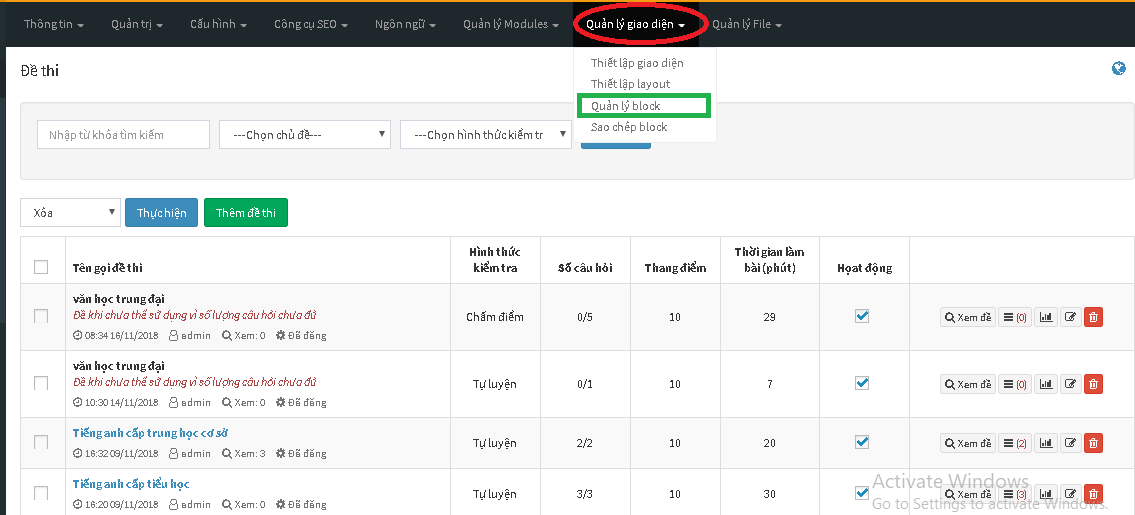 Thông tin Quản trị Cấu hình Công cụ SEO Ngôn ngữ Quản lý Modules Quản lý giao diện Quản lý File
Thiết lập giao diện
Thiết lập layout
Quản lý block
Sao chép block
Đề thi
Nhập từ khóa tìm kiếm ---Chọn chủ đề--- ---Chọn hình thức kiểm tr
Xóa Thực hiện Thêm đề thi
Tên gọi đề thi Hình thức kiểm tra Số câu hỏi Thang điểm Thời gian làm bài (phút) Hoạt động
văn học trung đại
Đề khi chưa thể sử dụng vì số lượng câu hỏi chưa đủ
08:34 16/11/2018 admin Xem: 0 Đã đăng
Chấm điểm 0/5 10 29 Xem đề (0)
văn học trung đại
Đề khi chưa thể sử dụng vì số lượng câu hỏi chưa đủ
10:30 14/11/2018 admin Xem: 0 Đã đăng
Tự luyện 0/1 10 7 Xem đề (0)
Tiếng anh cấp trung học cơ sở
16:32 09/11/2018 admin Xem: 3 Đã đăng
Tự luyện 2/2 10 20 Xem đề (2)
Tiếng anh cấp tiểu học
16:20 09/11/2018 admin Xem: 0 Đã đăng
Tự luyện 3/3 10 30 Xem đề (3)
Activate Windows
Go to Settings to activate Windows.